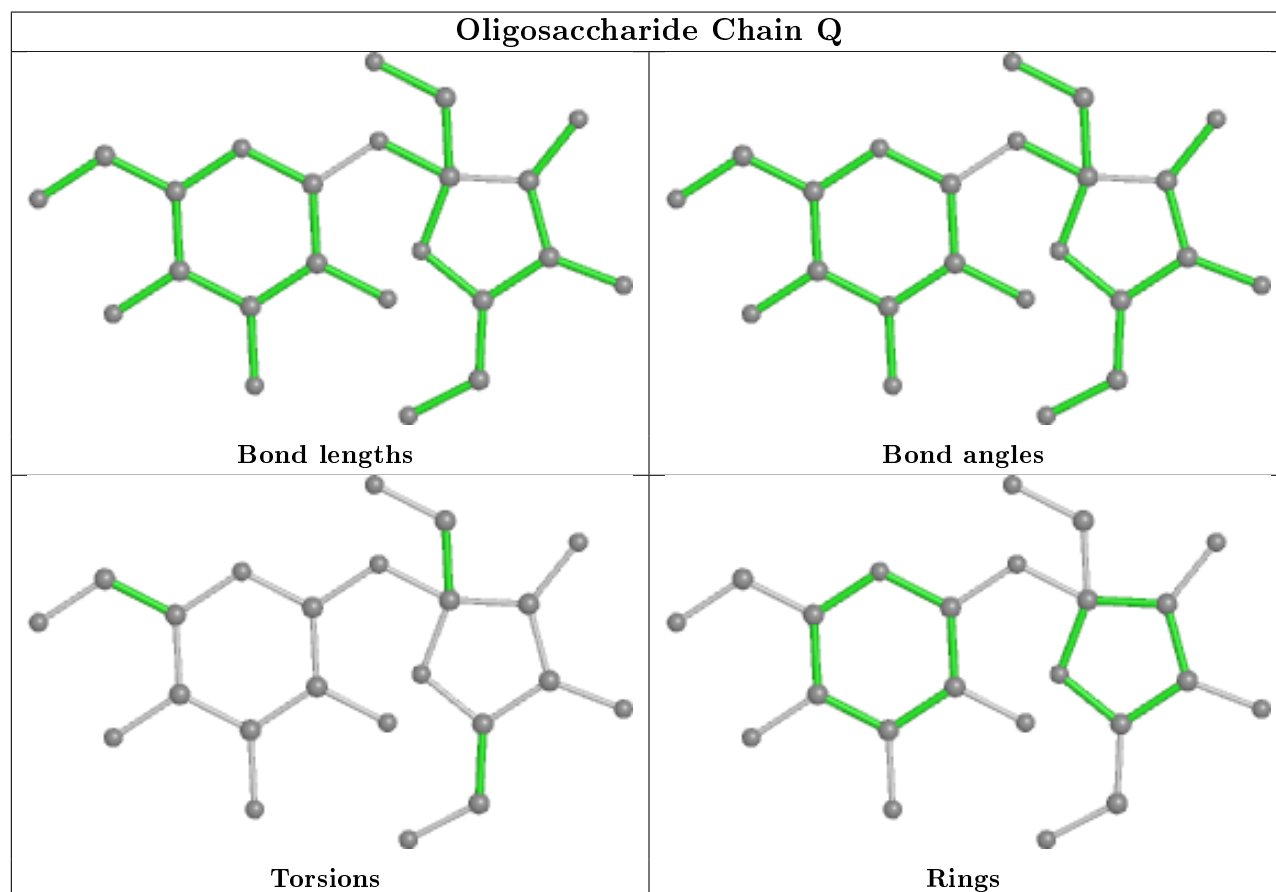 Oligosaccharide Chain Q
Bond lengths
Bond angles
Torsions
Rings